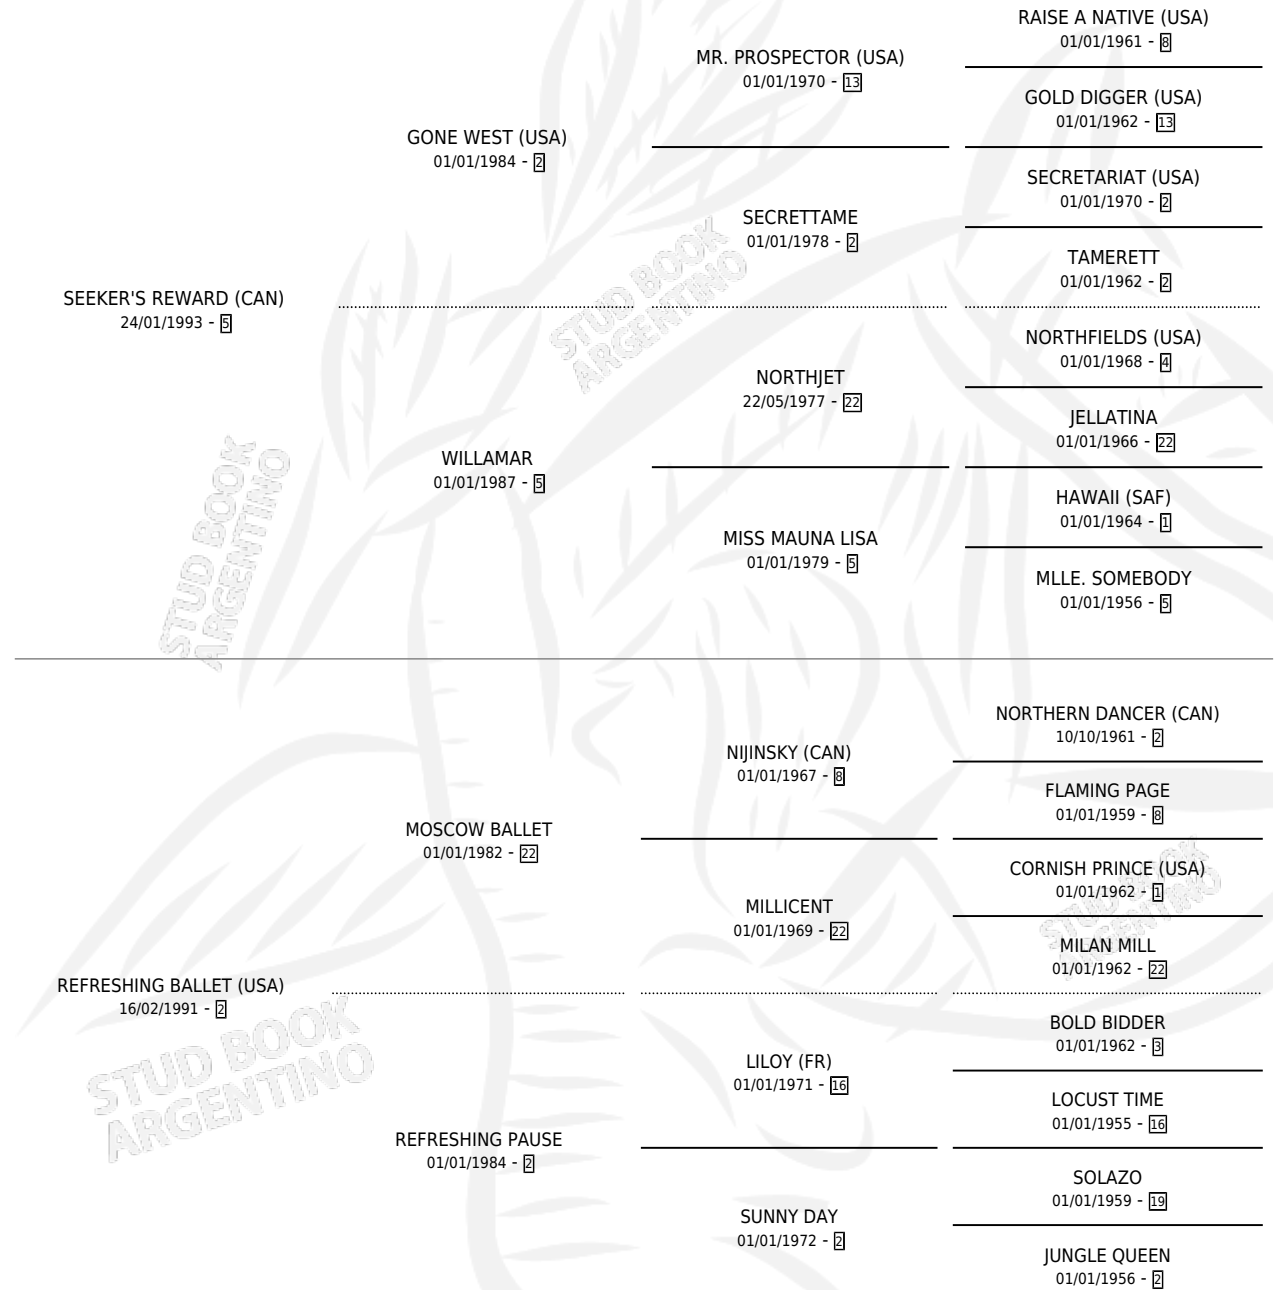 RAISE A NATIVE (USA)
01/01/1961 - 8
MR. PROSPECTOR (USA)
01/01/1970 - 13
GOLD DIGGER (USA)
01/01/1962 - 13
GONE WEST (USA)
01/01/1984 - 2
SECRETARIAT (USA)
01/01/1970 - 2
SECRETTAME
01/01/1978 - 2
TAMERETT
01/01/1962 - 2
SEEKER'S REWARD (CAN)
24/01/1993 - 5
NORTHFIELDS (USA)
01/01/1968 - 4
NORTHJET
22/05/1977 - 22
JELLATINA
01/01/1966 - 22
WILLAMAR
01/01/1987 - 5
HAWAII (SAF)
01/01/1964 - 1
MISS MAUNA LISA
01/01/1979 - 5
MLLE. SOMEBODY
01/01/1956 - 5
STUD BOOK
ARGENTINO
STUD BOOK
ARGENTINO
NORTHERN DANCER (CAN)
10/10/1961 - 2
NIJINSKY (CAN)
01/01/1967 - 8
FLAMING PAGE
01/01/1959 - 8
MOSCOW BALLET
01/01/1982 - 22
CORNISH PRINCE (USA)
01/01/1962 - 1
MILLICENT
01/01/1969 - 22
MILAN MILL
01/01/1962 - 22
STUD BOOK
ARGENTINO
REFRESHING BALLET (USA)
16/02/1991 - 2
BOLD BIDDER
01/01/1962 - 3
LILOY (FR)
01/01/1971 - 16
LOCUST TIME
01/01/1955 - 16
REFRESHING PAUSE
01/01/1984 - 2
SOLAZO
01/01/1959 - 19
SUNNY DAY
01/01/1972 - 2
JUNGLE QUEEN
01/01/1956 - 2
STUD BOOK
ARGENTINO